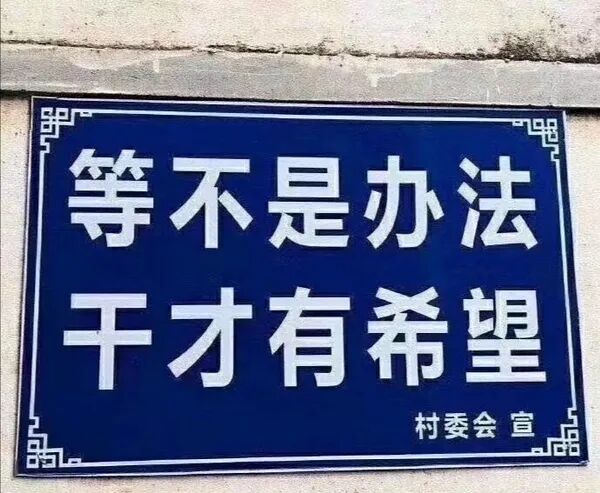 等不是办法
干才有希望
村委会 宣